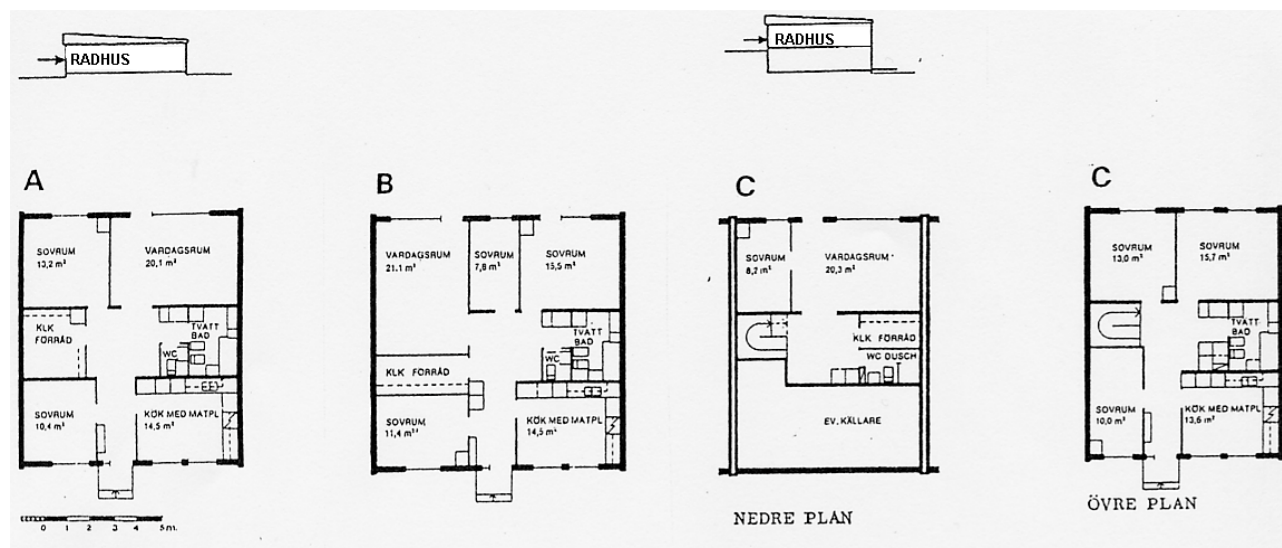 RADHUS
RADHUS
A
SOVRUM
13,2 m²
VARDAGSRUM
20,1 m²
KLK
FÖRRÅD
WC
TVÄTT
BAD
SOVRUM
10,4 m²
KÖK MED MATPL
14,5 m²
0 1 2 3 4 5 m.
B
VARDAGSRUM
21,1 m²
SOVRUM
7,8 m²
SOVRUM
15,5 m²
TVÄTT
BAD
WC
KLK FÖRRÅD
SOVRUM
11,4 m²
KÖK MED MATPL
14,5 m²
C
SOVRUM
8,2 m²
VARDAGSRUM
20,3 m²
KLK FÖRRÅD
WC DUSCH
EV. KÄLLARE
NEDRE PLAN
C
SOVRUM
13,0 m²
SOVRUM
15,7 m²
TVÄTT
BAD
SOVRUM
10,0 m²
KÖK MED MATPL
13,6 m²
ÖVRE PLAN